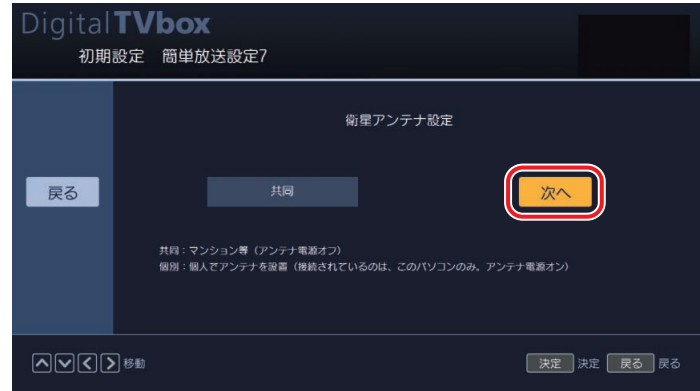 Digital TVbox
初期設定 簡単放送設定7
衛星アンテナ設定
戻る
共同
次へ
共同：マンション等（アンテナ電源オフ）
個別：個人でアンテナを設置（接続されているのは、このパソコンのみ。アンテナ電源オン）
移動
決定 決定 戻る 戻る